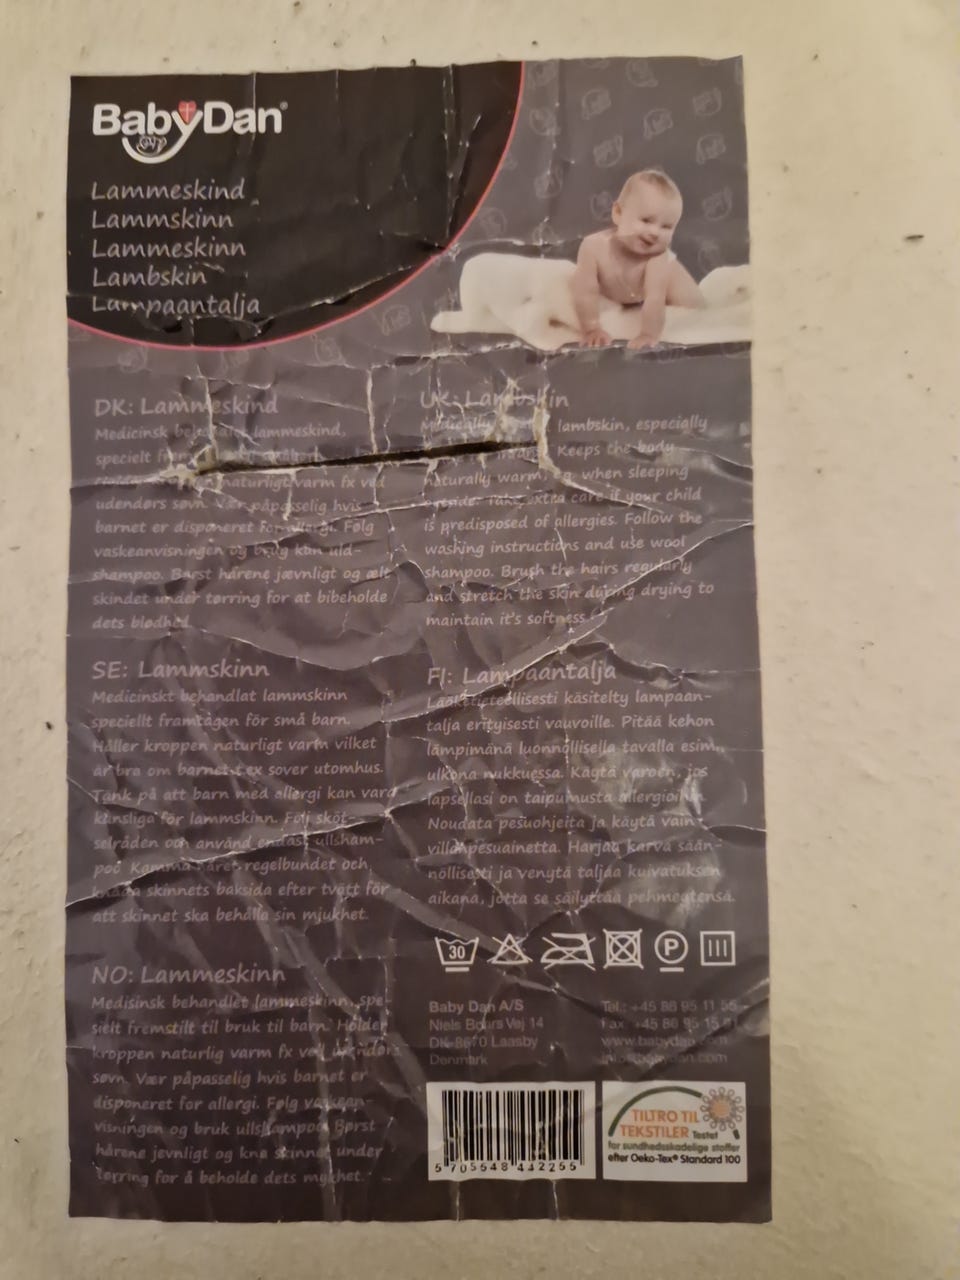 BabyDan®
Lammeskind
Lammskinn
Lammeskinn
Lambskin
Lampaantalja
DK: Lammeskind
Medicinsk behandlet lammeskind,
specielt
naturligt varm fx ved
udendørs søvn. Vær påpasselig hvis
barnet er disponeret for allergi. Følg
vaskeanvisningen og brug kun uld-
shampoo. Børst hårene jævnligt og ælt
skindet under tørring for at bibeholde
dets blødhed.
SE: Lammskinn
Medicinskt behandlat lammskinn
speciellt framtagen för små barn.
Håller kroppen naturligt varm vilket
är bra om barnet t.ex sover utomhus.
Tänk på att barn med allergi kan vara
känsliga för lammskinn. Följ sköt-
selråden och använd endast ullsham-
poo. Kamma håret regelbundet och
knåda skinnets baksida efter tvätt för
att skinnet ska behålla sin mjukhet.
NO: Lammeskinn
Medisinsk behandlet lammeskinn, spe-
sielt fremstilt til bruk til barn. Holder
kroppen naturlig varm fx ved utendørs
søvn. Vær påpasselig hvis barnet er
disponeret for allergi. Følg vaskean-
visningen og bruk ullshampoo. Børst
hårene jevnligt og kna skinnet under
tørring for å beholde dets mykhet.
UK: Lambskin
Medically lambskin, especially
Keeps the body
naturally warm, when sleeping
outside. Take extra care if your child
is predisposed of allergies. Follow the
washing instructions and use wool
shampoo. Brush the hairs regularly
and stretch the skin during drying to
maintain it's softness.
FI: Lampaantalja
Lääketieteellisesti käsitelty lampaan-
talja erityisesti vauvoille. Pitää kehon
lämpimänä luonnollisella tavalla esim.
ulkona nukkuessa. Käytä varoen, jos
lapsellasi on taipumusta allergioihin.
Noudata pesuohjeita ja käytä vain
villanpesuainetta. Harjaa karva sään-
nöllisesti ja venytä taljaa kuivatuksen
aikana, jotta se säilyttää pehmeytensä.
30
P
Baby Dan A/S
Niels Bohrs Vej 14
DK-8670 Laasby
Denmark
Tel.: +45 86 95 11 55
Fax: +45 86 95 15
www.babydan.com
info@babydan.com
5 705548 442255
TILTRO TIL
TEKSTILER Testet
for sundhedsskadelige stoffer
efter Oeko-Tex® Standard 100